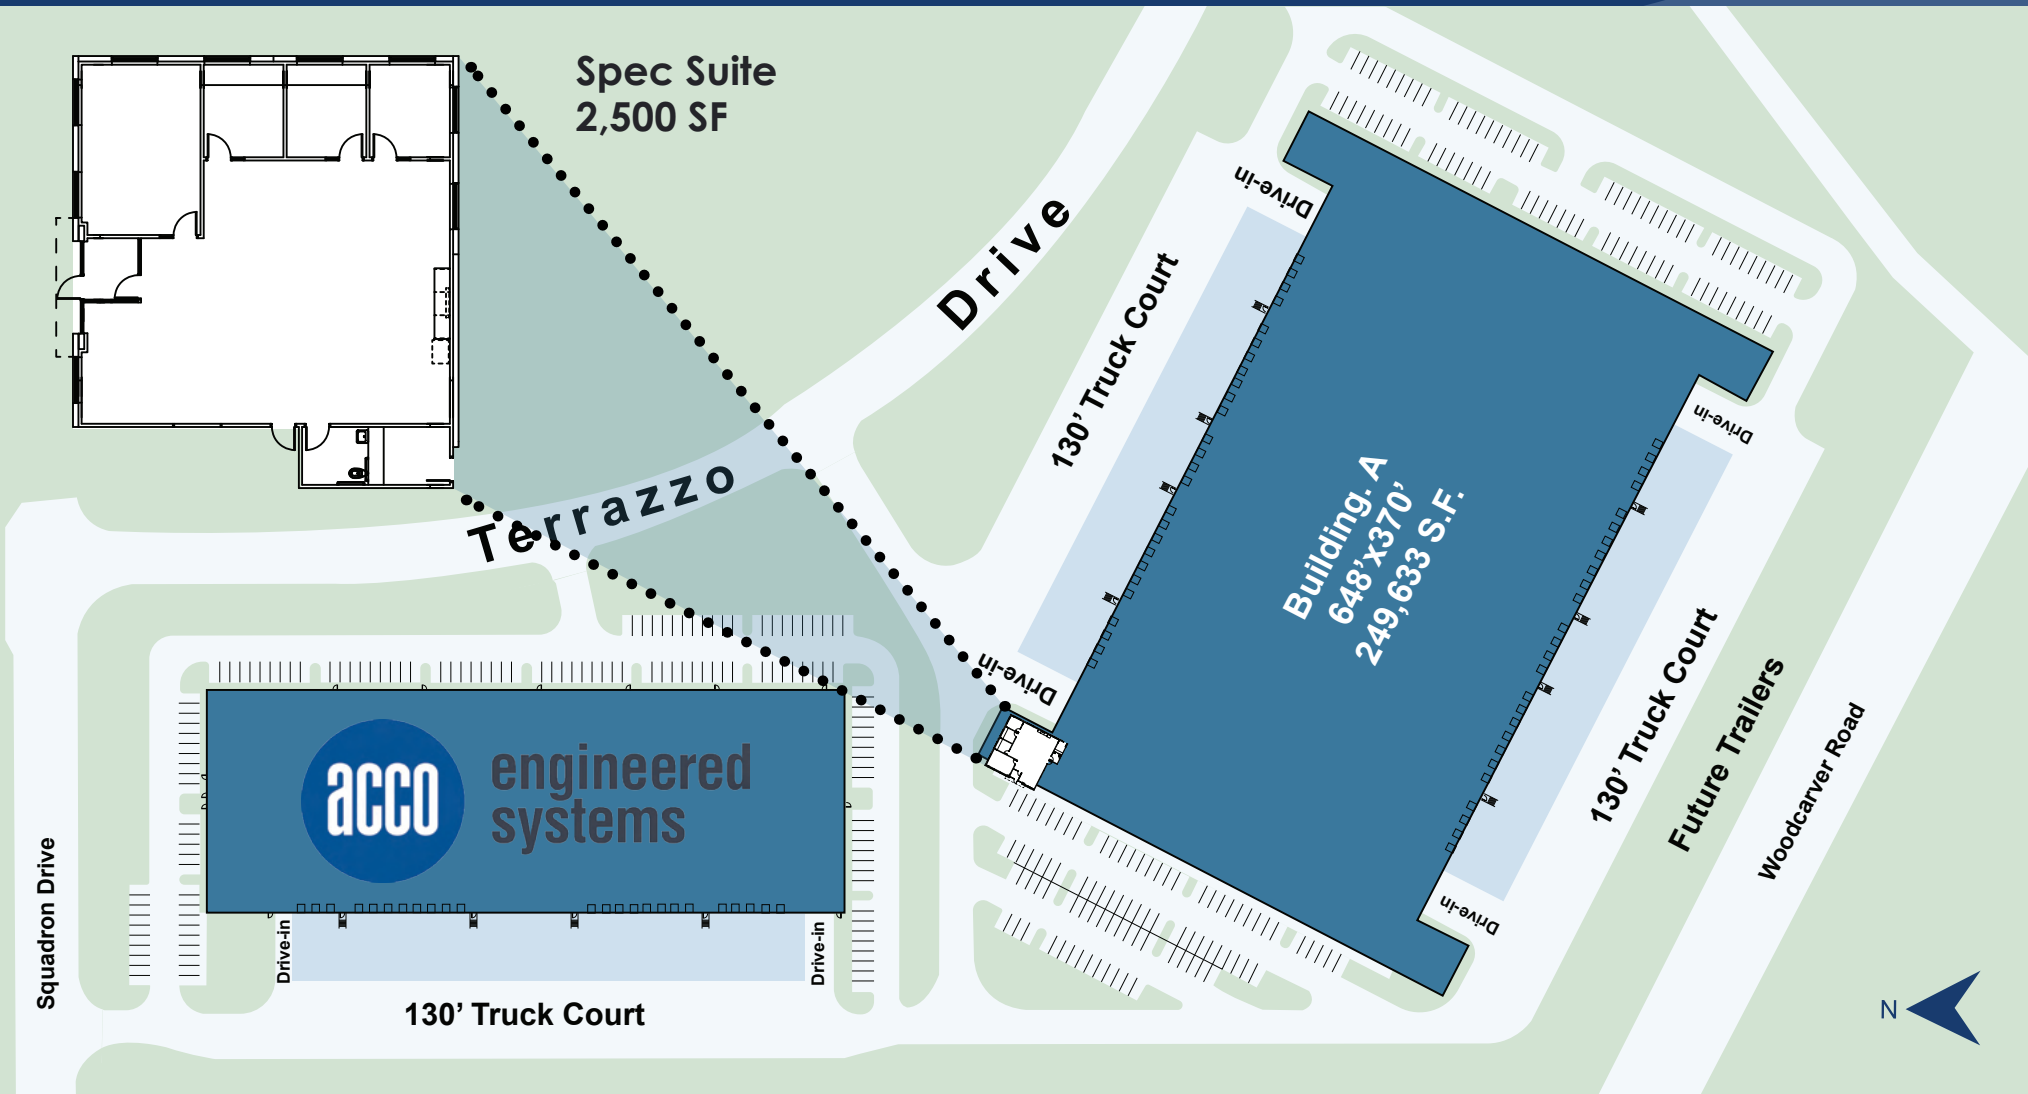 Spec Suite
2,500 SF
Terrazzo Drive
Drive-in
130’ Truck Court
Drive-in
Building. A
648’x370’
249,633 S.F.
Drive-in
130’ Truck Court
Drive-in
Future Trailers
Woodcarver Road
acco
engineered
systems
Squadron Drive
Drive-in
Drive-in
130’ Truck Court
N